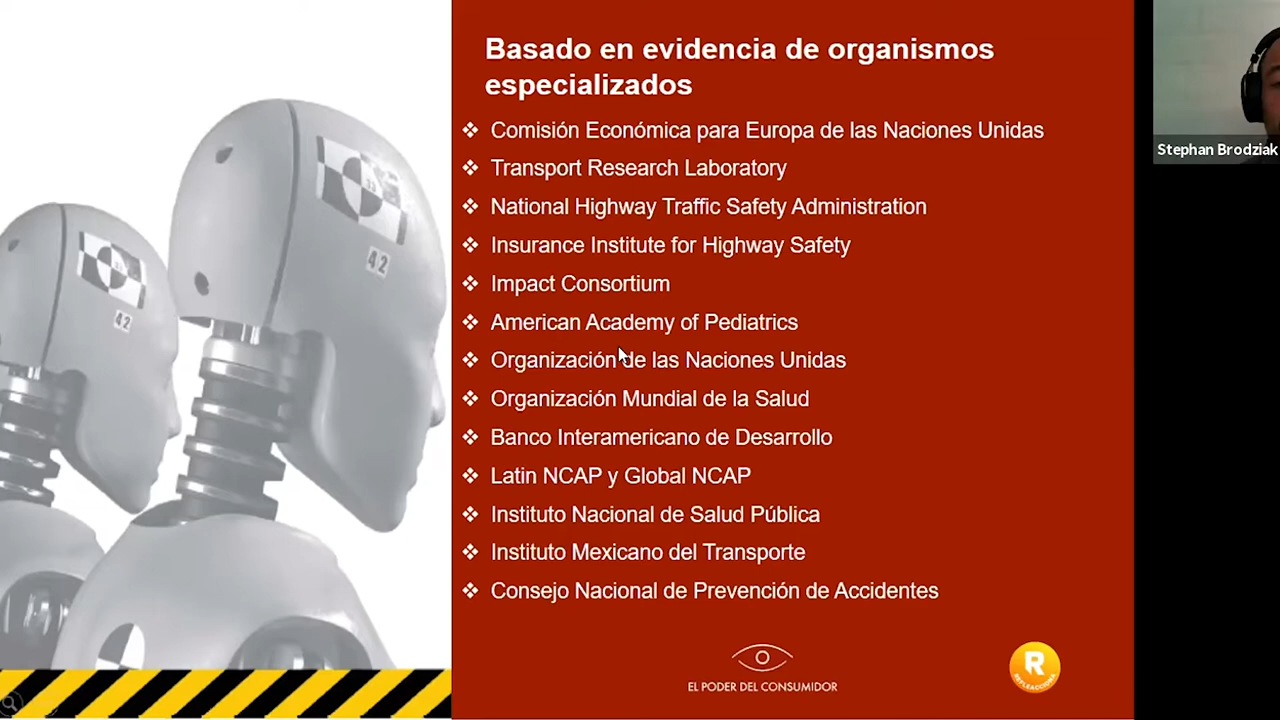 Basado en evidencia de organismos
especializados
❖ Comisión Económica para Europa de las Naciones Unidas
❖ Transport Research Laboratory
❖ National Highway Traffic Safety Administration
❖ Insurance Institute for Highway Safety
❖ Impact Consortium
❖ American Academy of Pediatrics
❖ Organización de las Naciones Unidas
❖ Organización Mundial de la Salud
❖ Banco Interamericano de Desarrollo
❖ Latin NCAP y Global NCAP
❖ Instituto Nacional de Salud Pública
❖ Instituto Mexicano del Transporte
❖ Consejo Nacional de Prevención de Accidentes
EL PODER DEL CONSUMIDOR
R
REFLEACCIONA
Stephan Brodziak
42
42